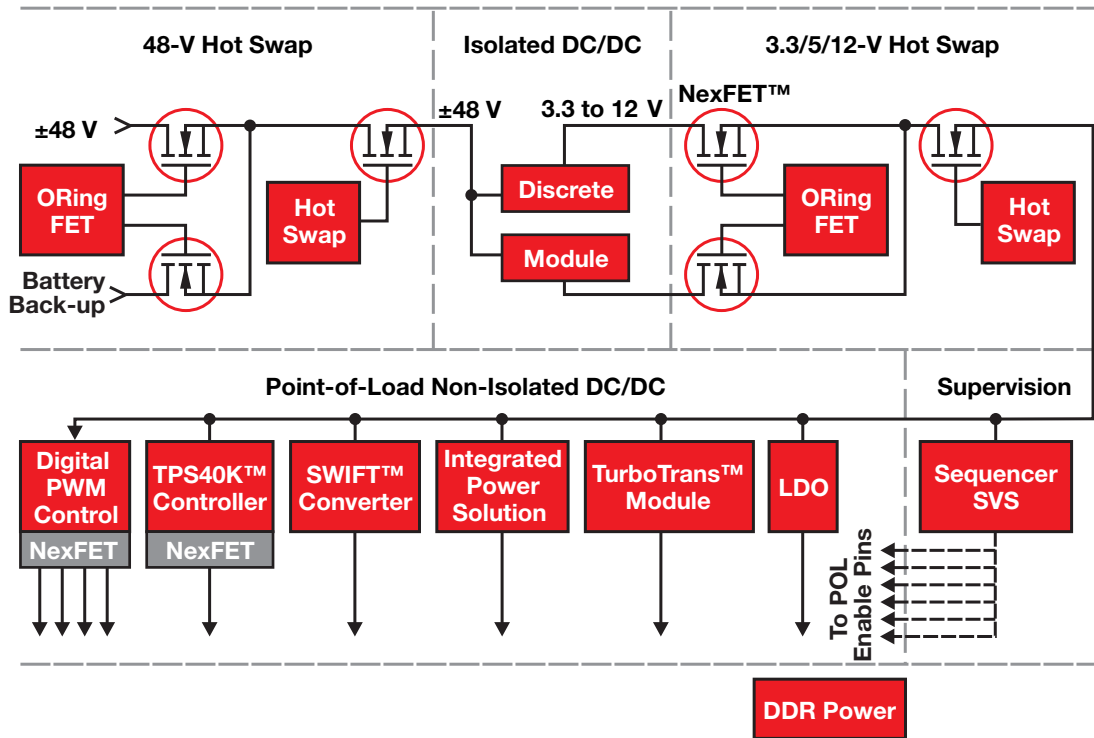 48-V Hot Swap
Isolated DC/DC
3.3/5/12-V Hot Swap
NexFET™
±48 V
±48 V
3.3 to 12 V
ORing
FET
Hot
Swap
Discrete
Module
ORing
FET
Hot
Swap
Battery
Back-up
Point-of-Load Non-Isolated DC/DC
Supervision
Digital
PWM
Control
NexFET
TPS40K™
Controller
NexFET
SWIFT™
Converter
Integrated
Power
Solution
TurboTrans™
Module
LDO
Sequencer
SVS
To POL
Enable Pins
DDR Power